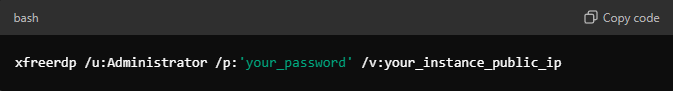 bash
Copy code
xfreerdp /u:Administrator /p:'your_password' /v:your_instance_public_ip